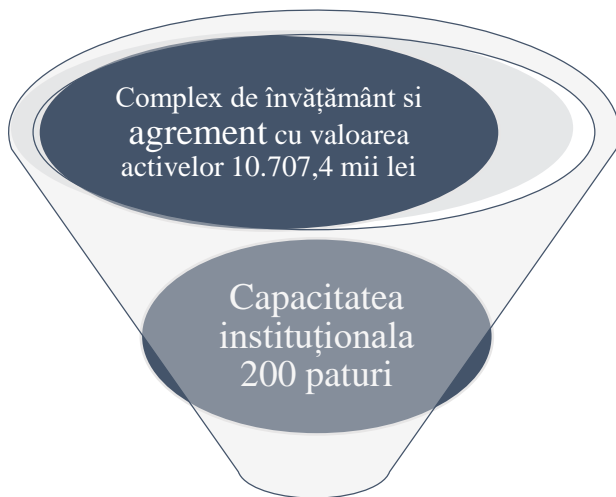 Complex de învățământ si
agrement cu valoarea
activelor 10.707,4 mii lei
Capacitatea
instituționala
200 paturi